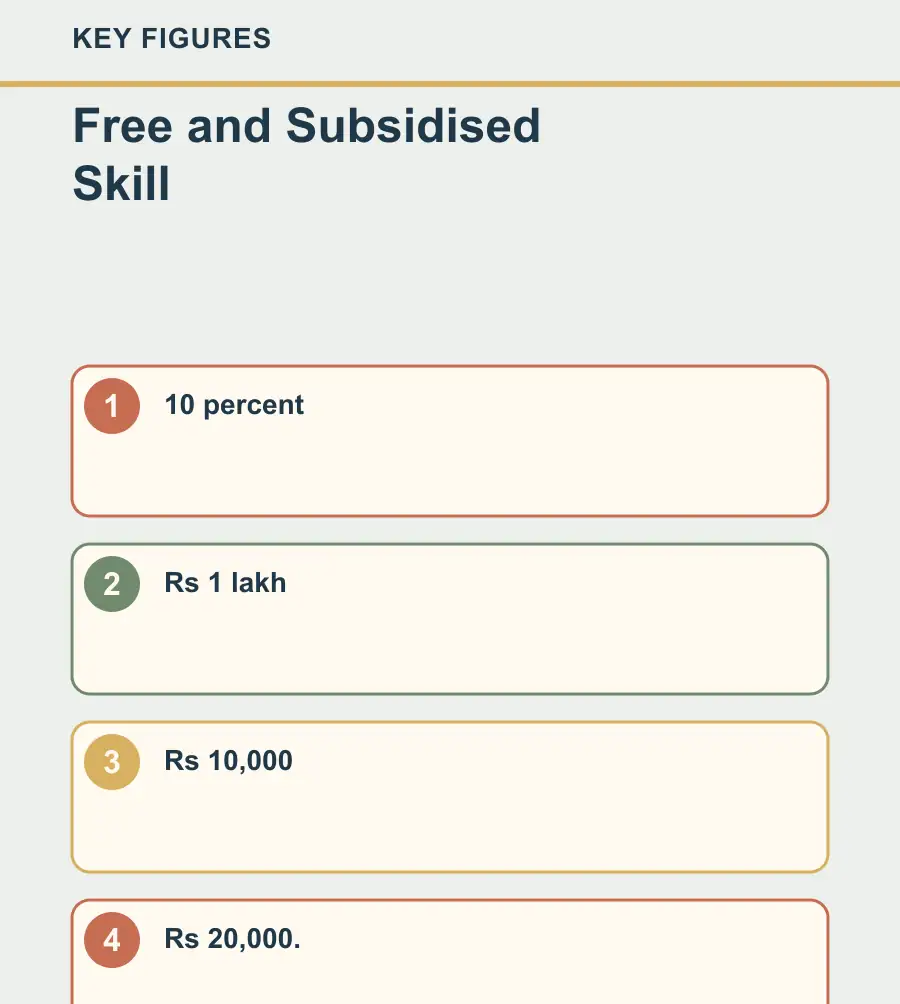 KEY FIGURES
Free and Subsidised
Skill
1 10 percent
2 Rs 1 lakh
3 Rs 10,000
4 Rs 20,000.